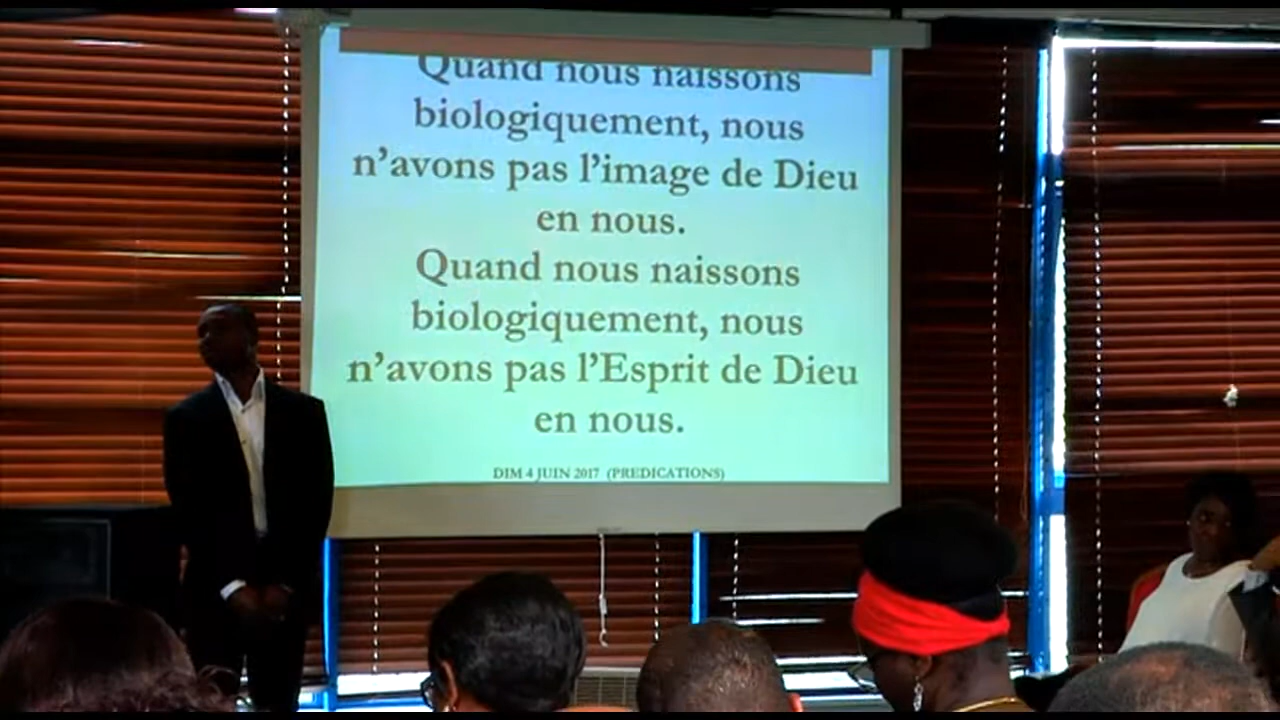 Quand nous naissons
biologiquement, nous
n’avons pas l’image de Dieu
en nous.
Quand nous naissons
biologiquement, nous
n’avons pas l’Esprit de Dieu
en nous.
DIM 4 JUIN 2017 (PREDICATIONS)